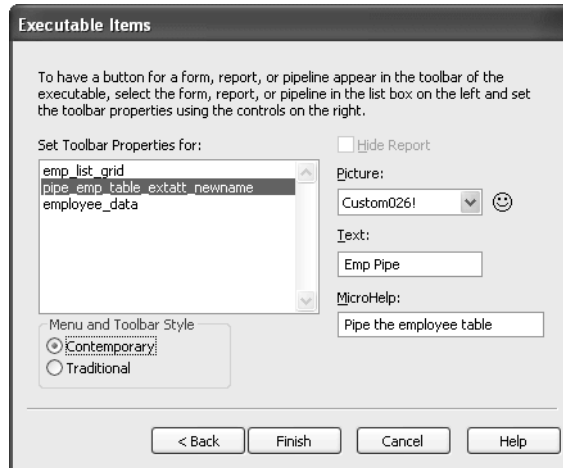 Executable Items
To have a button for a form, report, or pipeline appear in the toolbar of the
executable, select the form, report, or pipeline in the list box on the left and set
the toolbar properties using the controls on the right.
Set Toolbar Properties for:
emp_list_grid
pipe_emp_table_extatt_newname
employee_data
Menu and Toolbar Style
Contemporary
Traditional
Hide Report
Picture:
Custom026!
Text:
Emp Pipe
MicroHelp:
Pipe the employee table
< Back Finish Cancel Help